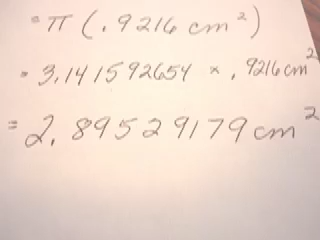 = π (.9216 cm²)
= 3.141592654 × .9216 cm²
= 2.89529179 cm²